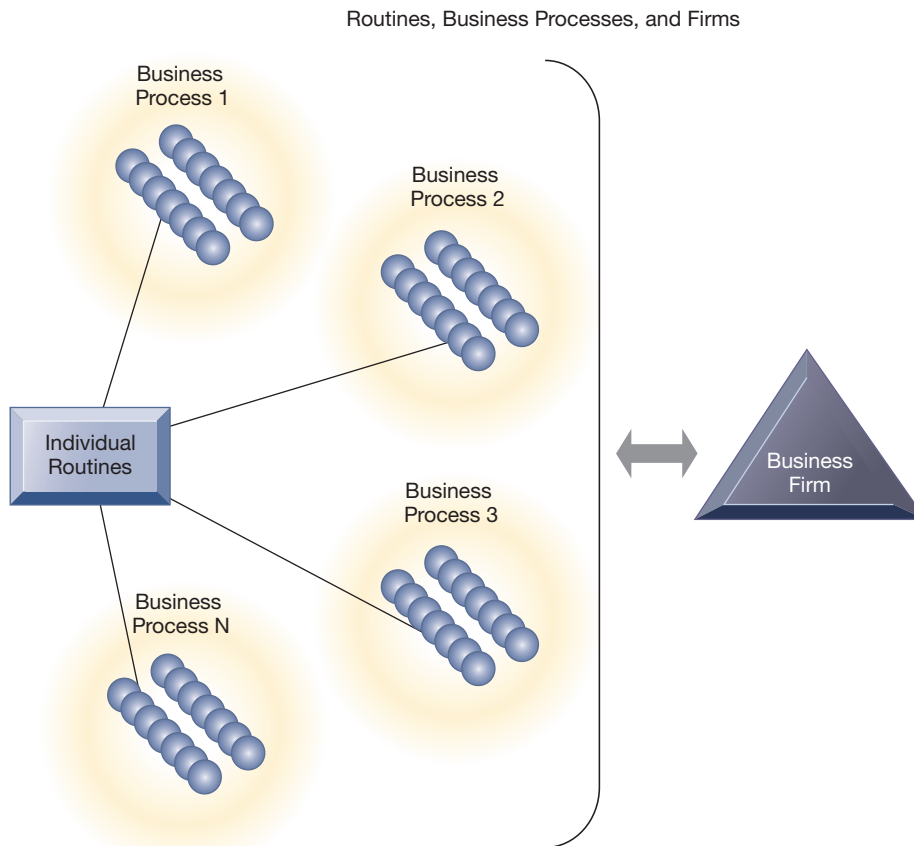 Routines, Business Processes, and Firms
Business
Process 1
Business
Process 2
Individual
Routines
Business
Firm
Business
Process 3
Business
Process N